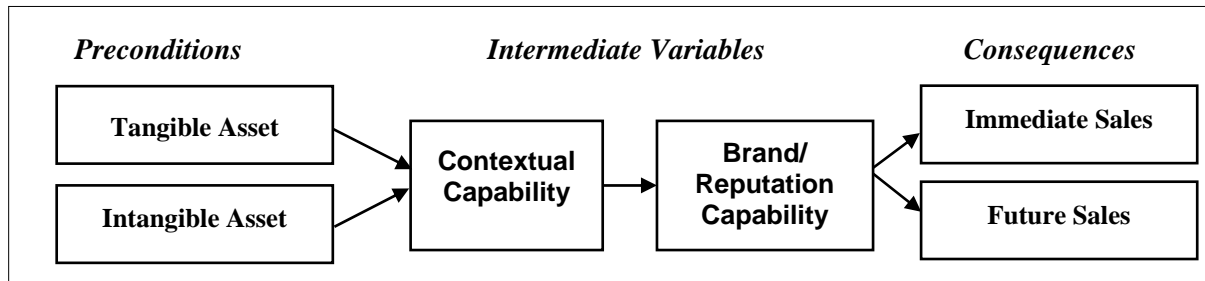 Preconditions
Intermediate Variables
Consequences
Tangible Asset
Intangible Asset
Contextual
Capability
Brand/
Reputation
Capability
Immediate Sales
Future Sales